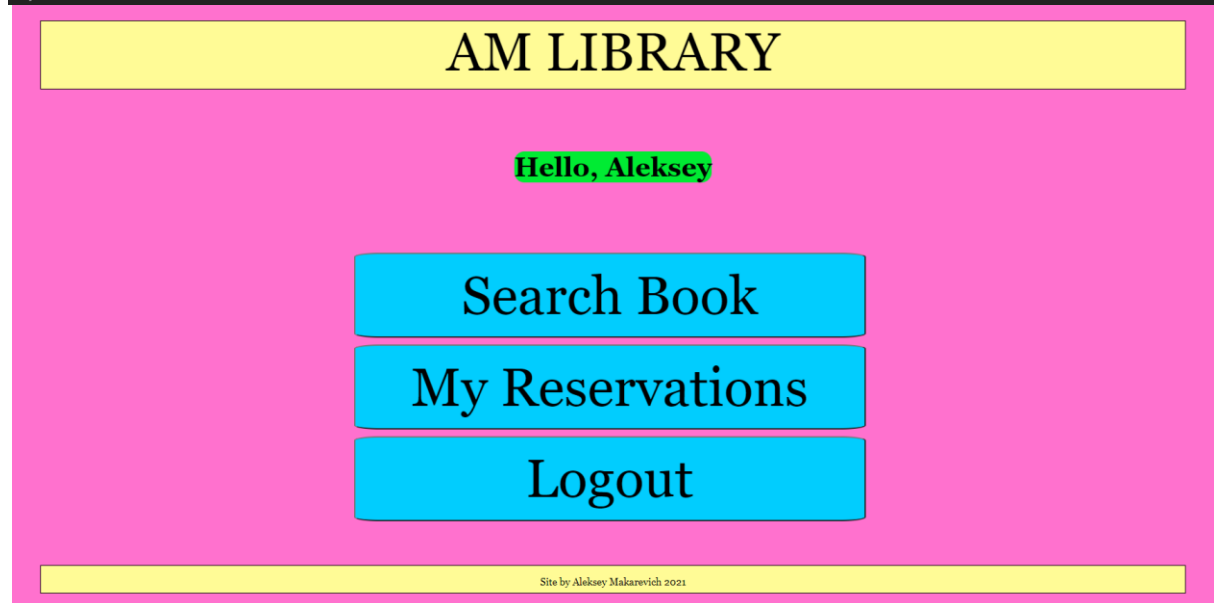 AM LIBRARY
Hello, Aleksey
Search Book
My Reservations
Logout
Site by Aleksey Makarevich 2021